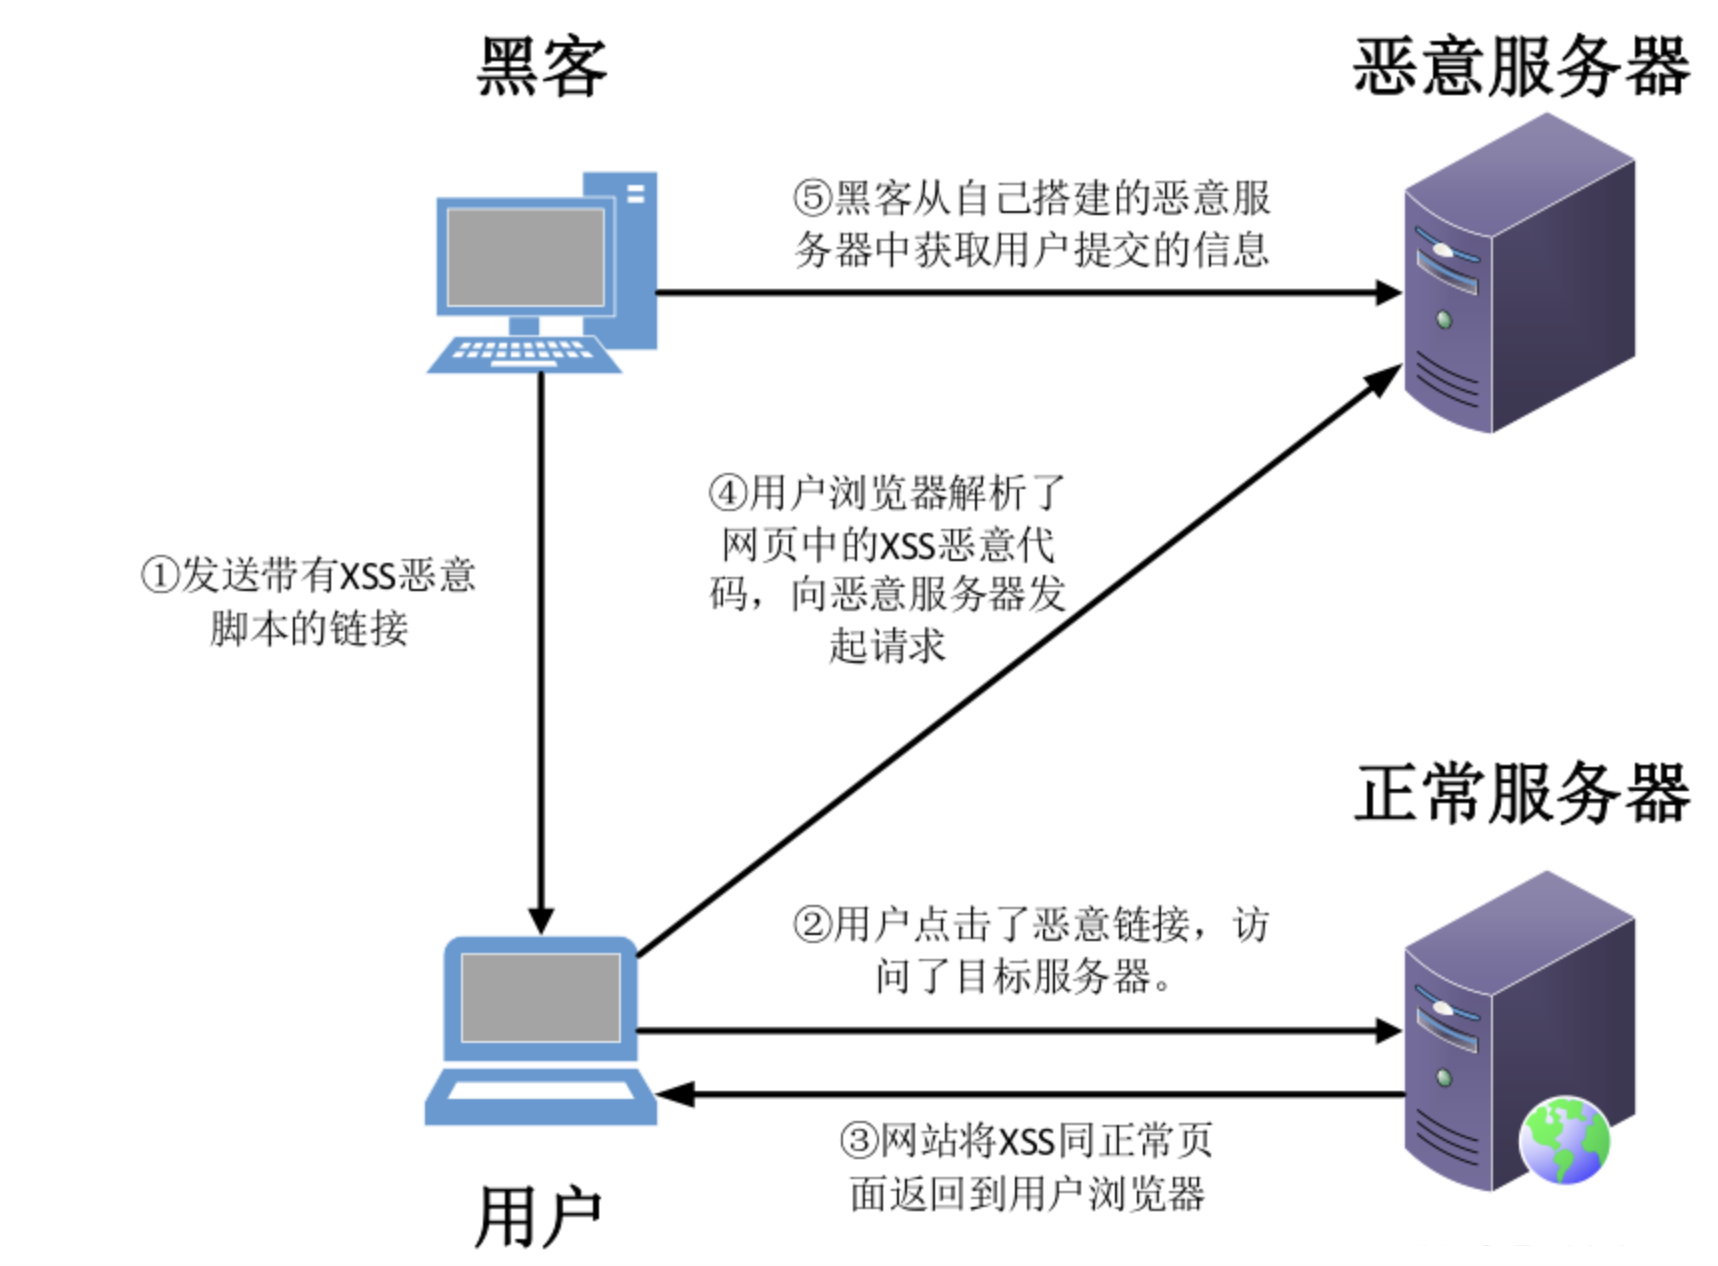 黑客
恶意服务器
⑤黑客从自己搭建的恶意服
务器中获取用户提交的信息
④用户浏览器解析了
网页中的XSS恶意代
码，向恶意服务器发
起请求
①发送带有XSS恶意
脚本的链接
正常服务器
②用户点击了恶意链接，访
问了目标服务器。
③网站将XSS同正常页
面返回到用户浏览器
用户